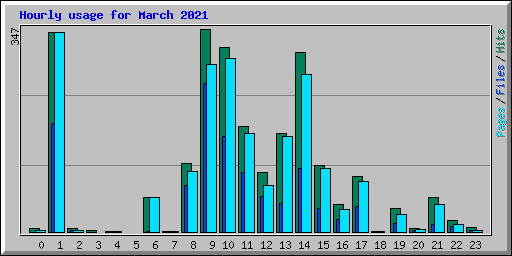 Hourly usage for March 2021
347
Pages/Files/Hits
0 1 2 3 4 5 6 7 8 9 10 11 12 13 14 15 16 17 18 19 20 21 22 23